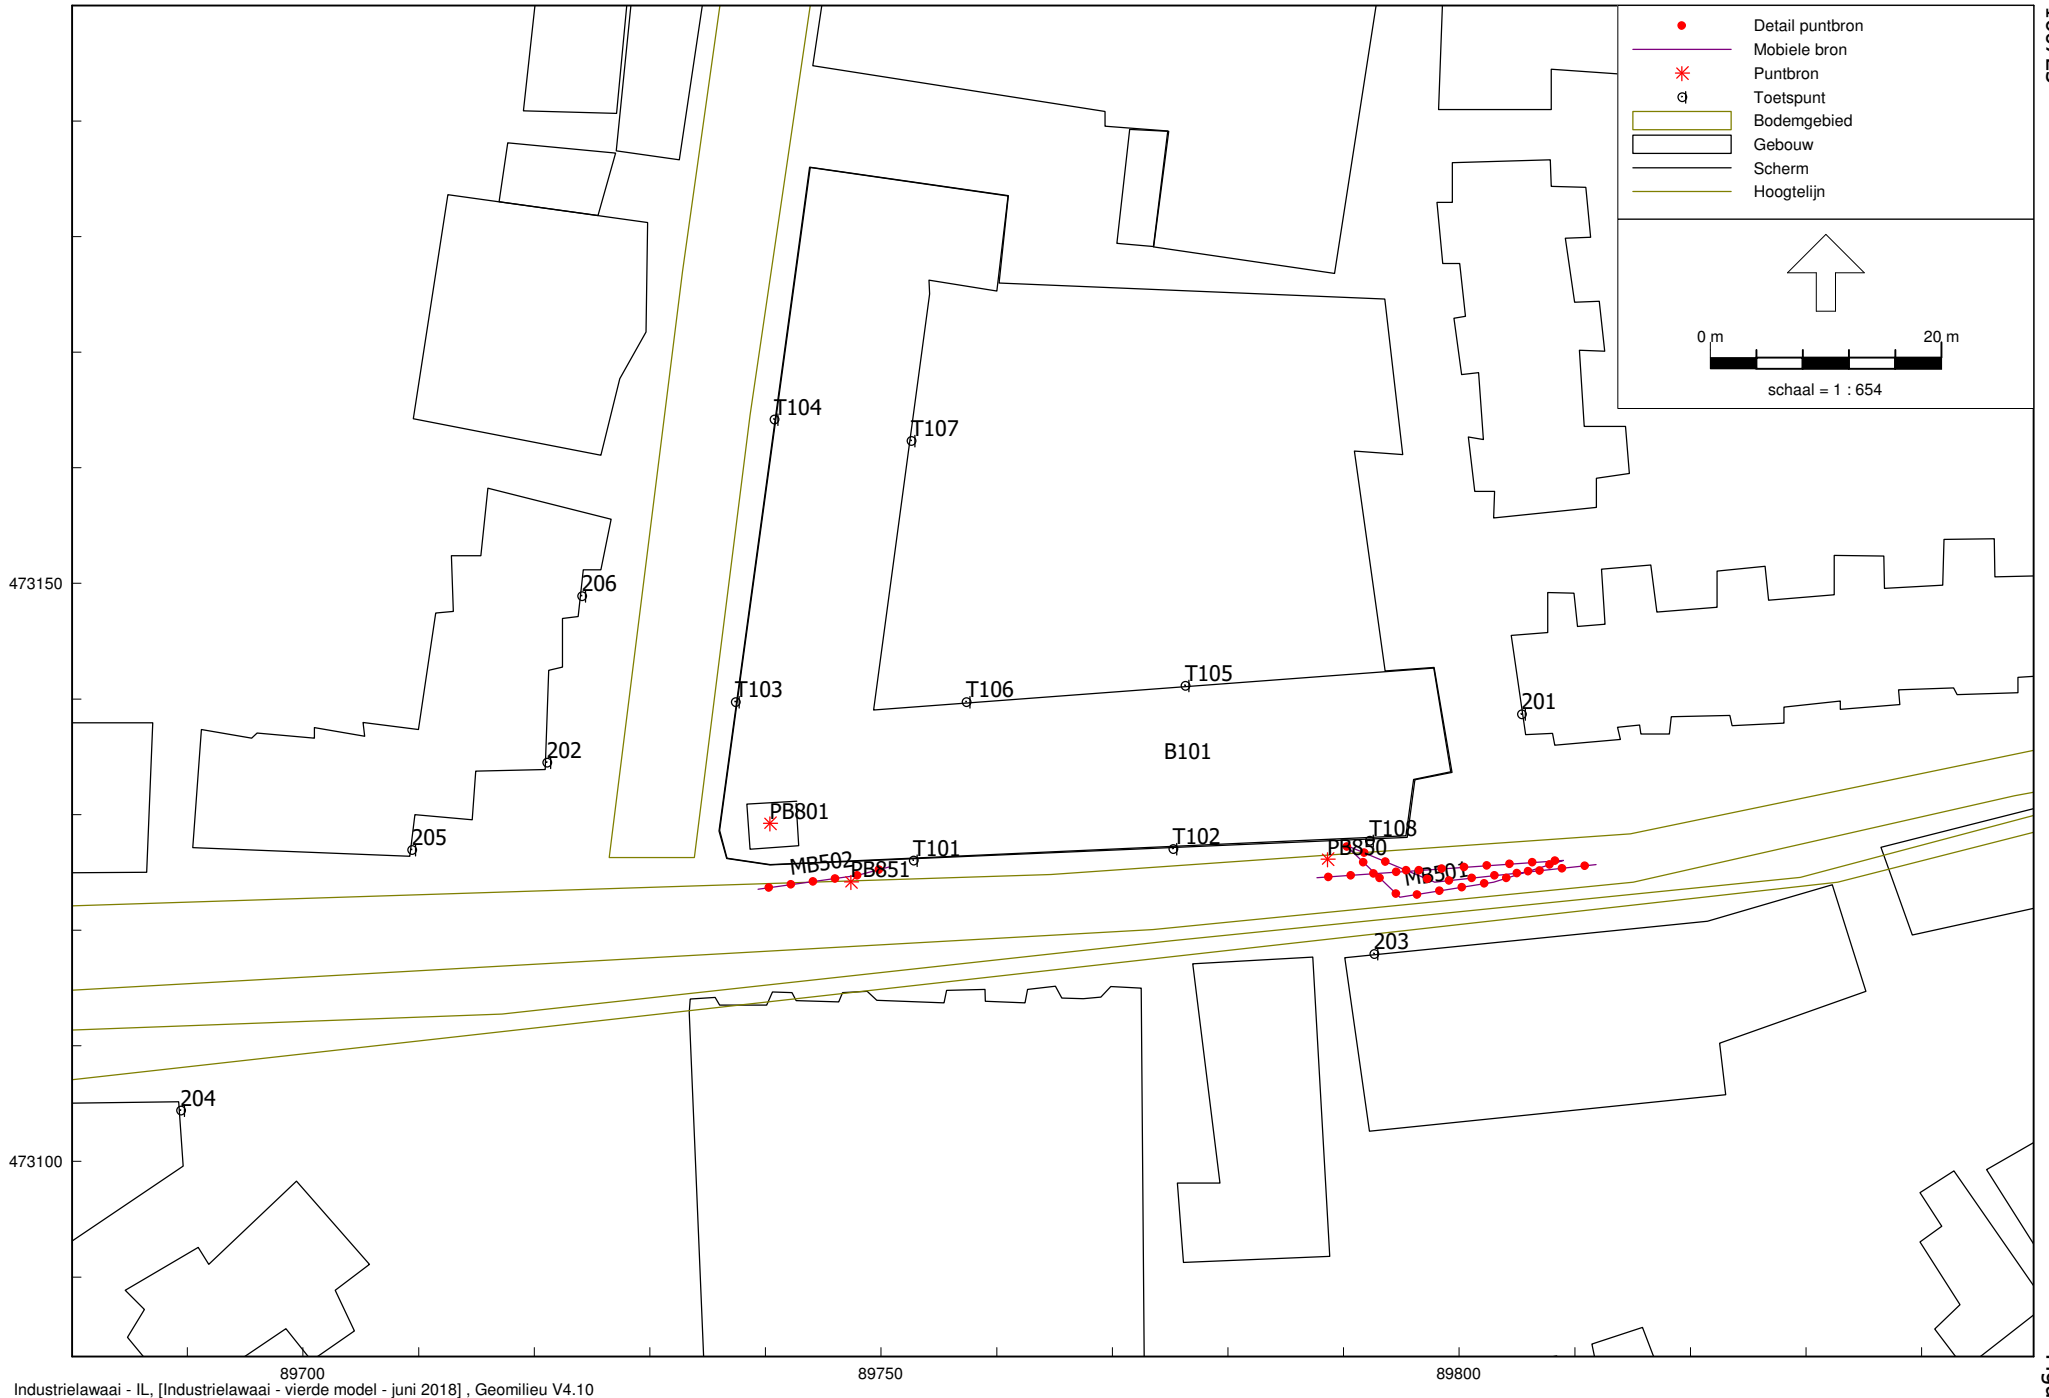 Detail puntbron
Mobiele bron
Puntbron
Toetspunt
Bodemgebied
Gebouw
Scherm
Hoogtelijn
0 m 20 m
schaal = 1 : 654
T104
T107
473150
206
T103
T106
T105
201
B101
202
PB801
205
T101
T102
T108
MB502
PB851
PB850
MB501
203
204
473100
89700 89750 89800
Industrielawaai - IL, [Industrielawaai - vierde model - juni 2018] , Geomilieu V4.10